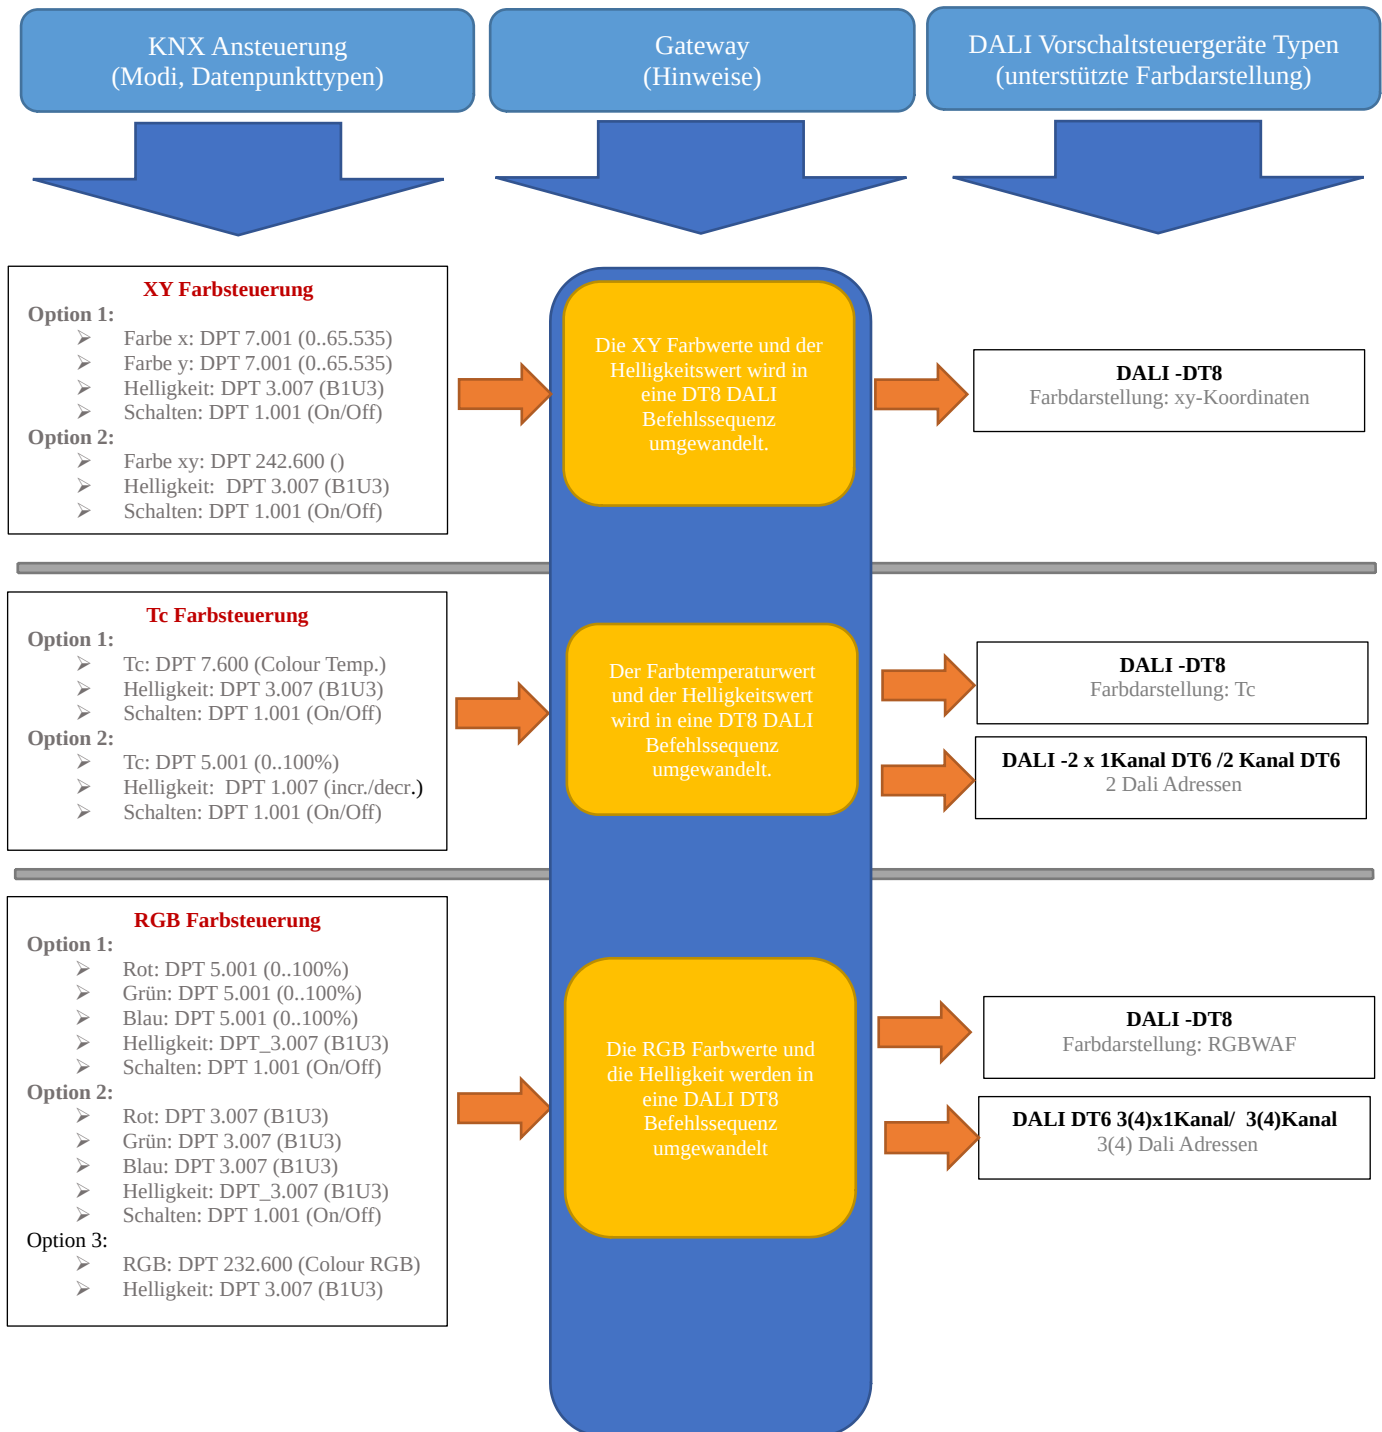 KNX Ansteuerung
(Modi, Datenpunkttypen)
Gateway
(Hinweise)
DALI Vorschaltsteuergeräte Typen
(unterstützte Farbdarstellung)
XY Farbsteuerung
Option 1:
➢ Farbe x: DPT 7.001 (0..65.535)
➢ Farbe y: DPT 7.001 (0..65.535)
➢ Helligkeit: DPT 3.007 (B1U3)
➢ Schalten: DPT 1.001 (On/Off)
Option 2:
➢ Farbe xy: DPT 242.600 ()
➢ Helligkeit:  DPT 3.007 (B1U3)
➢ Schalten: DPT 1.001 (On/Off)
Die XY Farbwerte und der
Helligkeitswert wird in
eine DT8 DALI
Befehlssequenz
umgewandelt.
DALI -DT8
Farbdarstellung: xy-Koordinaten
Tc Farbsteuerung
Option 1:
➢ Tc: DPT 7.600 (Colour Temp.)
➢ Helligkeit: DPT 3.007 (B1U3)
➢ Schalten: DPT 1.001 (On/Off)
Option 2:
➢ Tc: DPT 5.001 (0..100%)
➢ Helligkeit:  DPT 1.007 (incr./decr.)
➢ Schalten: DPT 1.001 (On/Off)
Der Farbtemperaturwert
und der Helligkeitswert
wird in eine DT8 DALI
Befehlssequenz
umgewandelt.
DALI -DT8
Farbdarstellung: Tc
DALI -2 x 1Kanal DT6 /2 Kanal DT6
2 Dali Adressen
RGB Farbsteuerung
Option 1:
➢ Rot: DPT 5.001 (0..100%)
➢ Grün: DPT 5.001 (0..100%)
➢ Blau: DPT 5.001 (0..100%)
➢ Helligkeit: DPT_3.007 (B1U3)
➢ Schalten: DPT 1.001 (On/Off)
Option 2:
➢ Rot: DPT 3.007 (B1U3)
➢ Grün: DPT 3.007 (B1U3)
➢ Blau: DPT 3.007 (B1U3)
➢ Helligkeit: DPT_3.007 (B1U3)
➢ Schalten: DPT 1.001 (On/Off)
Option 3:
➢ RGB: DPT 232.600 (Colour RGB)
➢ Helligkeit: DPT 3.007 (B1U3)
Die RGB Farbwerte und
die Helligkeit werden in
eine DALI DT8
Befehlssequenz
umgewandelt
DALI -DT8
Farbdarstellung: RGBWAF
DALI DT6 3(4)x1Kanal/  3(4)Kanal
3(4) Dali Adressen